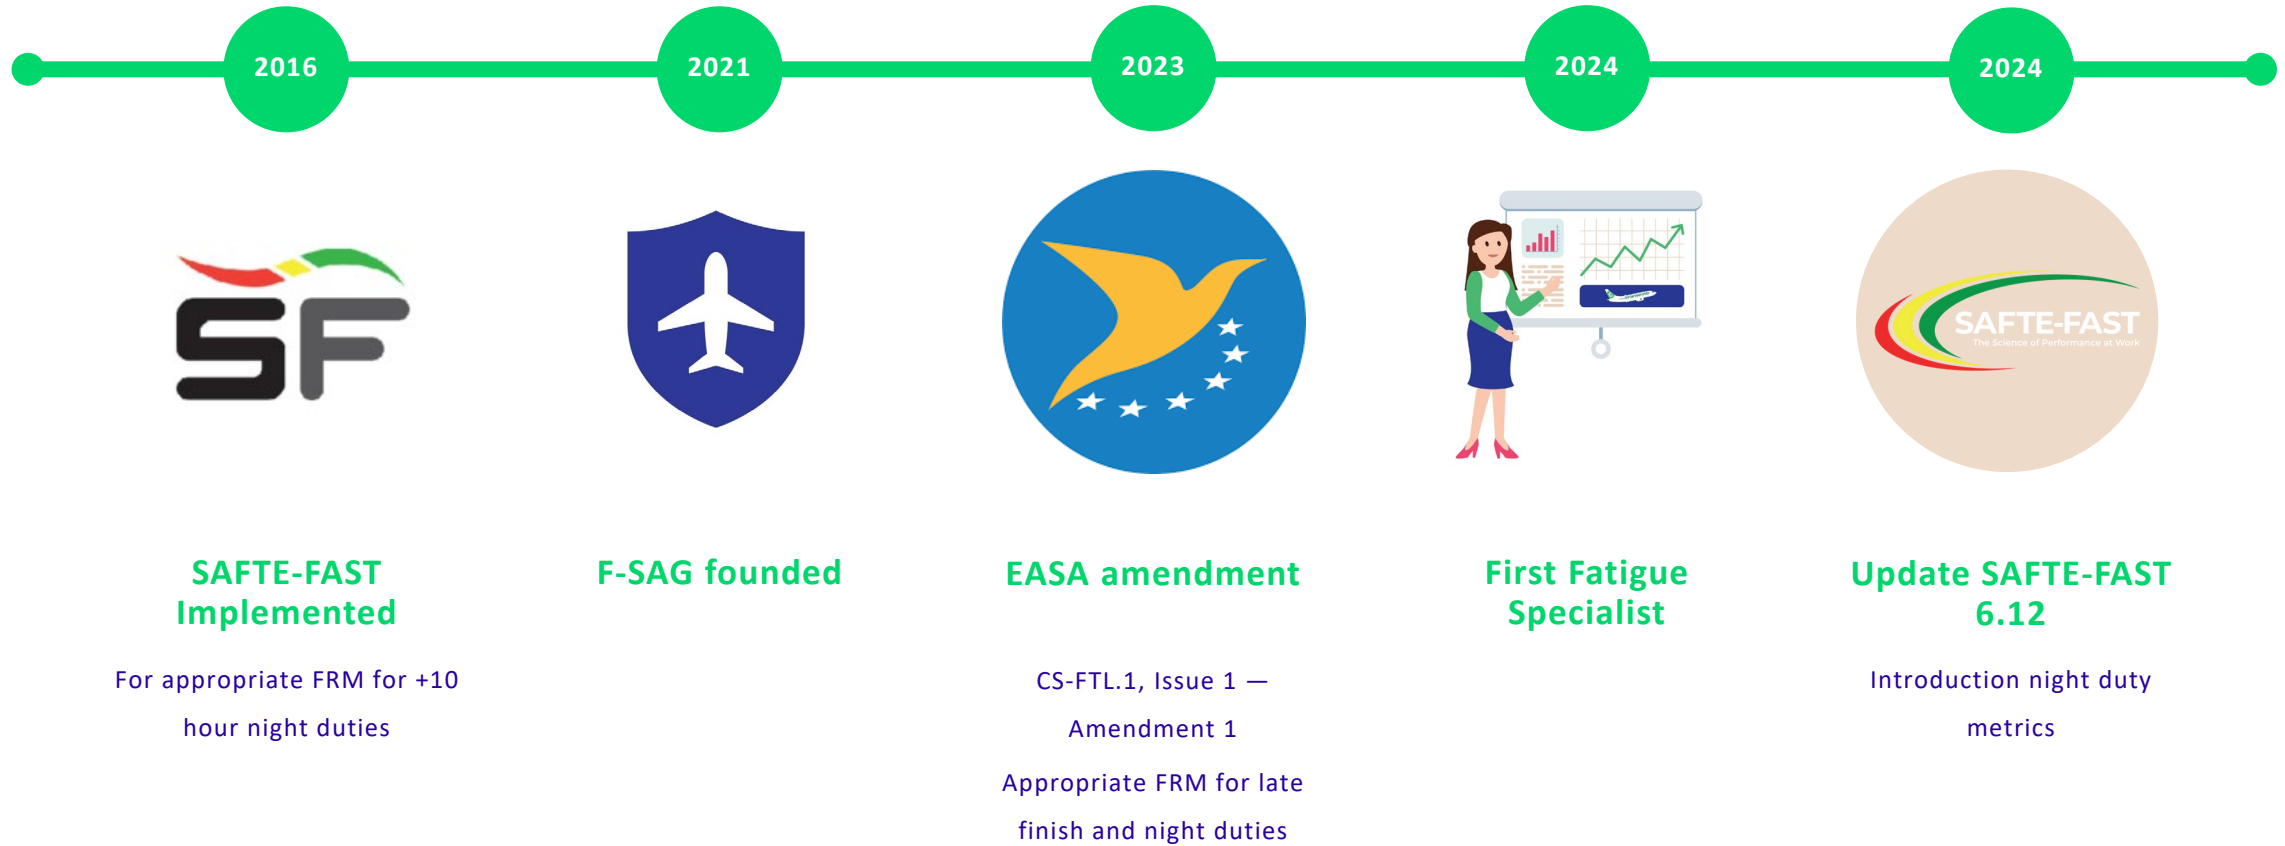 2016
2021
2023
2024
2024
SF
SAFTE-FAST
The Science of Performance at Work
SAFTE-FAST
Implemented
For appropriate FRM for +10
hour night duties
F-SAG founded
EASA amendment
CS-FTL.1, Issue 1 —
Amendment 1
Appropriate FRM for late
finish and night duties
First Fatigue
Specialist
Update SAFTE-FAST
6.12
Introduction night duty
metrics